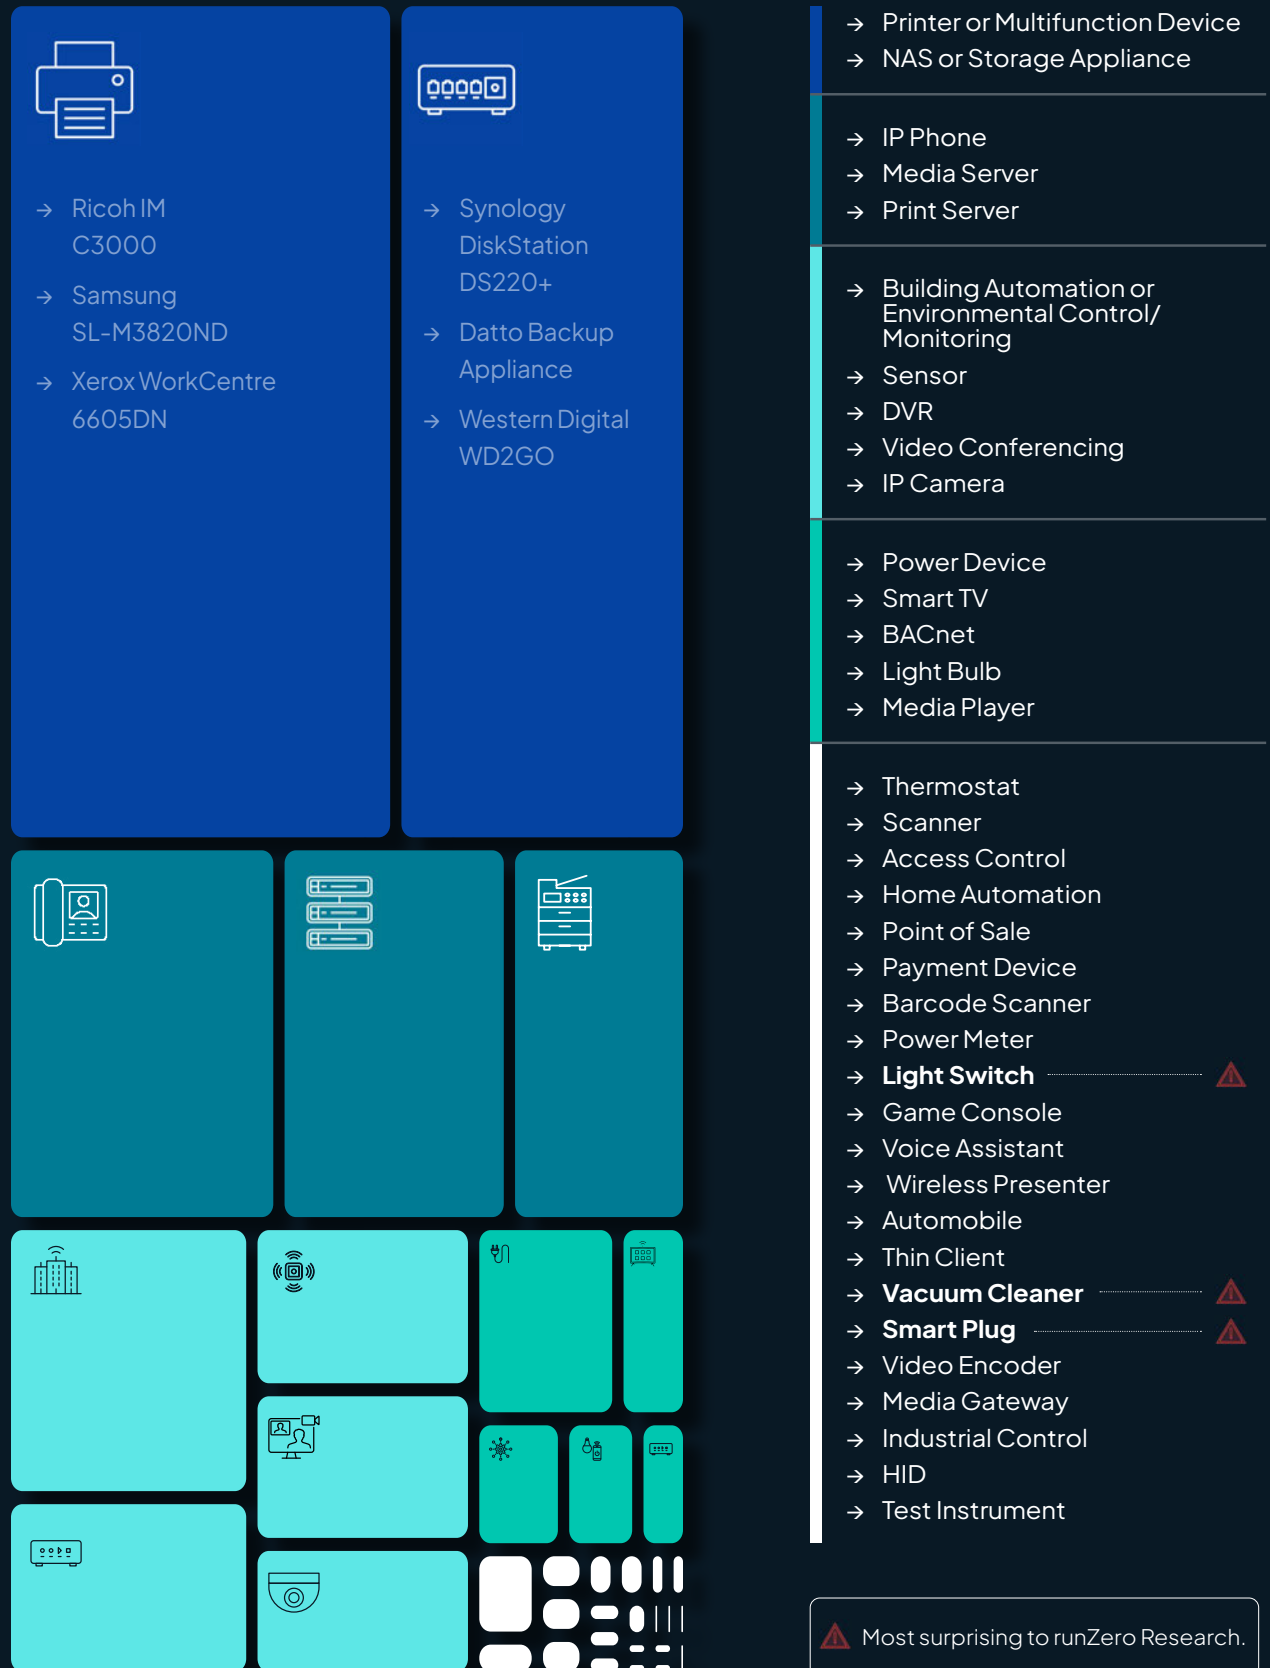 → Ricoh IM
C3000
→ Samsung
SL-M3820ND
→ Xerox WorkCentre
6605DN
→ Synology
DiskStation
DS220+
→ Datto Backup
Appliance
→ Western Digital
WD2GO
→ Printer or Multifunction Device
→ NAS or Storage Appliance
→ IP Phone
→ Media Server
→ Print Server
→ Building Automation or
Environmental Control/
Monitoring
→ Sensor
→ DVR
→ Video Conferencing
→ IP Camera
→ Power Device
→ Smart TV
→ BACnet
→ Light Bulb
→ Media Player
→ Thermostat
→ Scanner
→ Access Control
→ Home Automation
→ Point of Sale
→ Payment Device
→ Barcode Scanner
→ Power Meter
→ Light Switch
→ Game Console
→ Voice Assistant
→ Wireless Presenter
→ Automobile
→ Thin Client
→ Vacuum Cleaner
→ Smart Plug
→ Video Encoder
→ Media Gateway
→ Industrial Control
→ HID
→ Test Instrument
Most surprising to runZero Research.